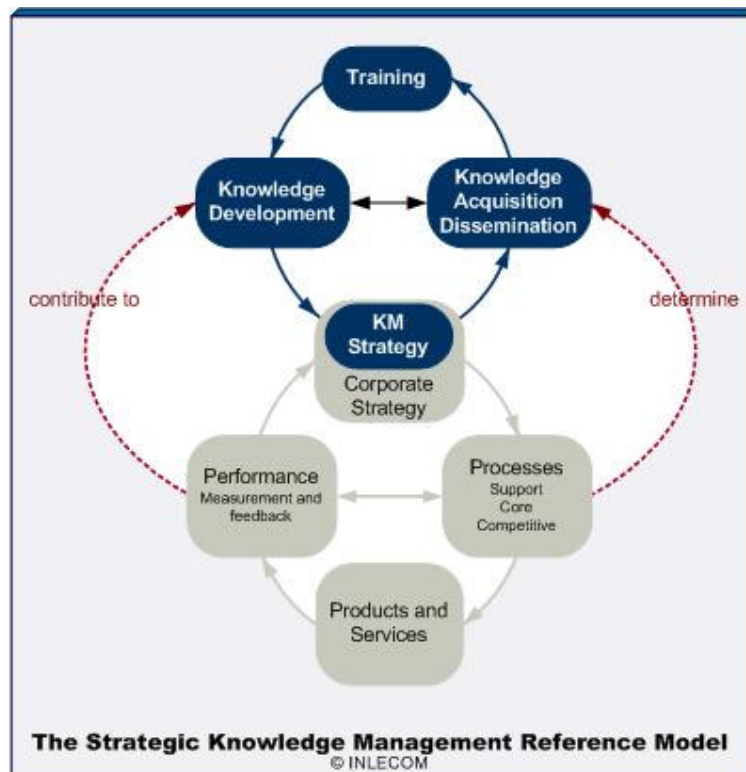 Training
Knowledge
Development
Knowledge
Acquisition
Dissemination
contribute to
determine
KM
Strategy
Corporate
Strategy
Performance
Measurement and
feedback
Processes
Support
Core
Competitive
Products and
Services
The Strategic Knowledge Management Reference Model
© INLECOM